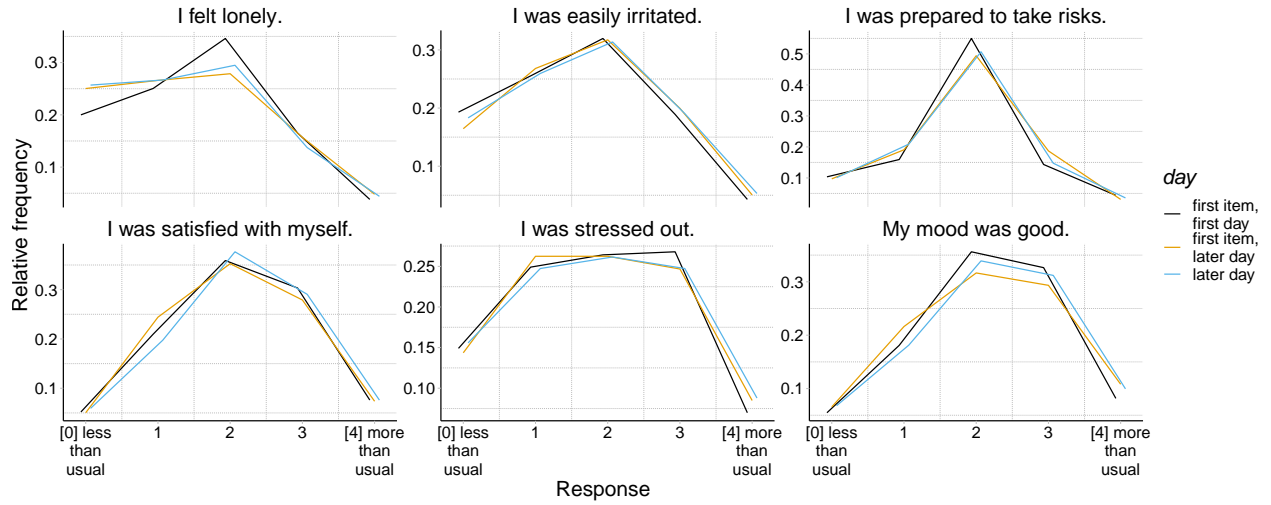 I felt lonely.
I was easily irritated.
I was prepared to take risks.
0.3
0.2
0.1
0.3
0.2
0.1
0.5
0.4
0.3
0.2
0.1
Relative frequency
I was satisfied with myself.
I was stressed out.
My mood was good.
0.3
0.2
0.1
0.25
0.20
0.15
0.10
0.3
0.2
0.1
[0] less
than
usual
1
2
3
[4] more
than
usual
[0] less
than
usual
1
2
3
[4] more
than
usual
[0] less
than
usual
1
2
3
[4] more
than
usual
Response
day
first item,
first day
first item,
later day
later day